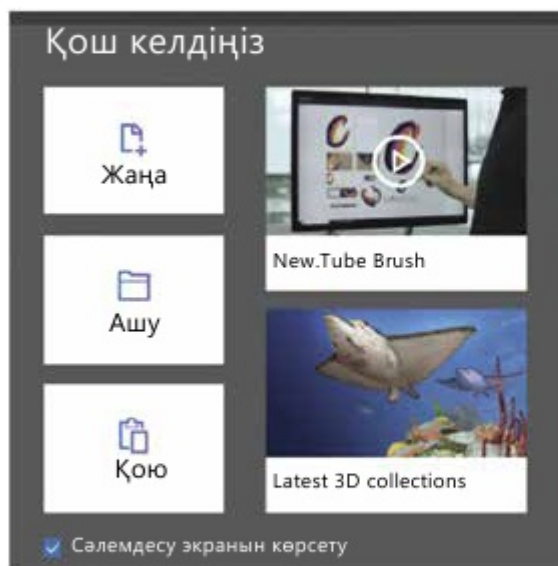 Қош келдіңіз
Жаңа
New.Tube Brush
Ашу
Latest 3D collections
Қою
Сәлемдесу экранын көрсету